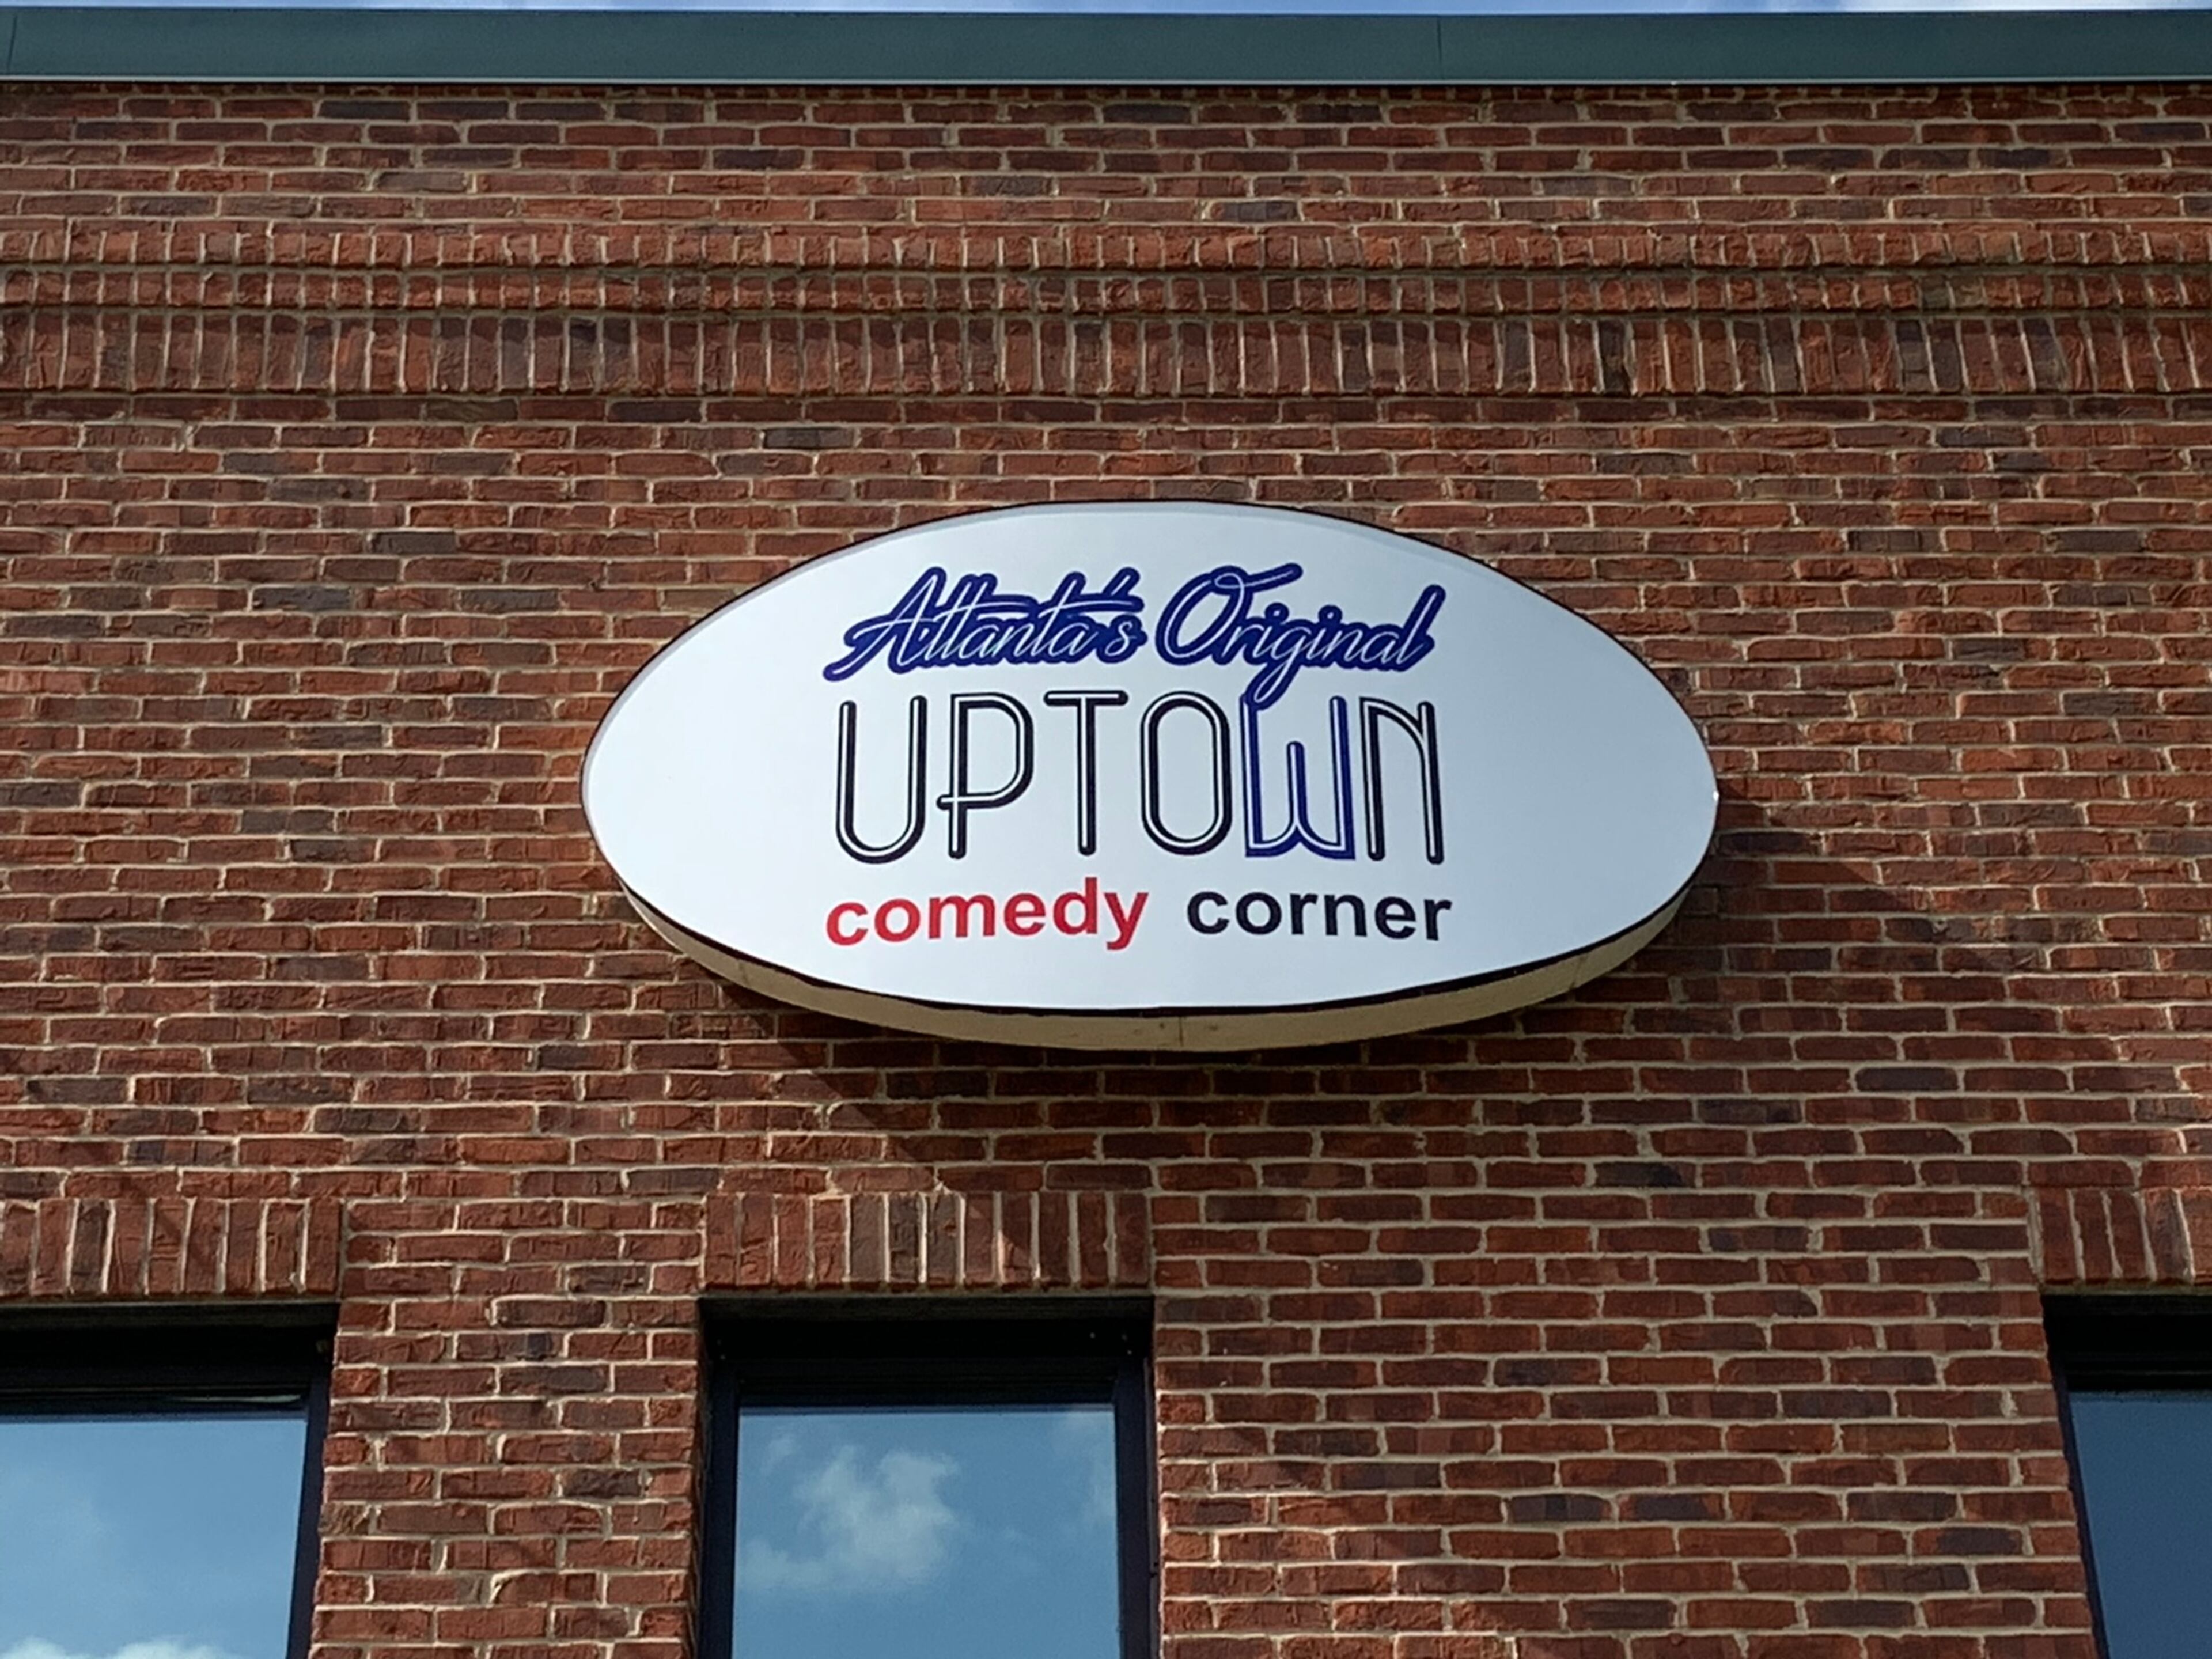 Atlanta's Original
UPTOWN
comedy corner